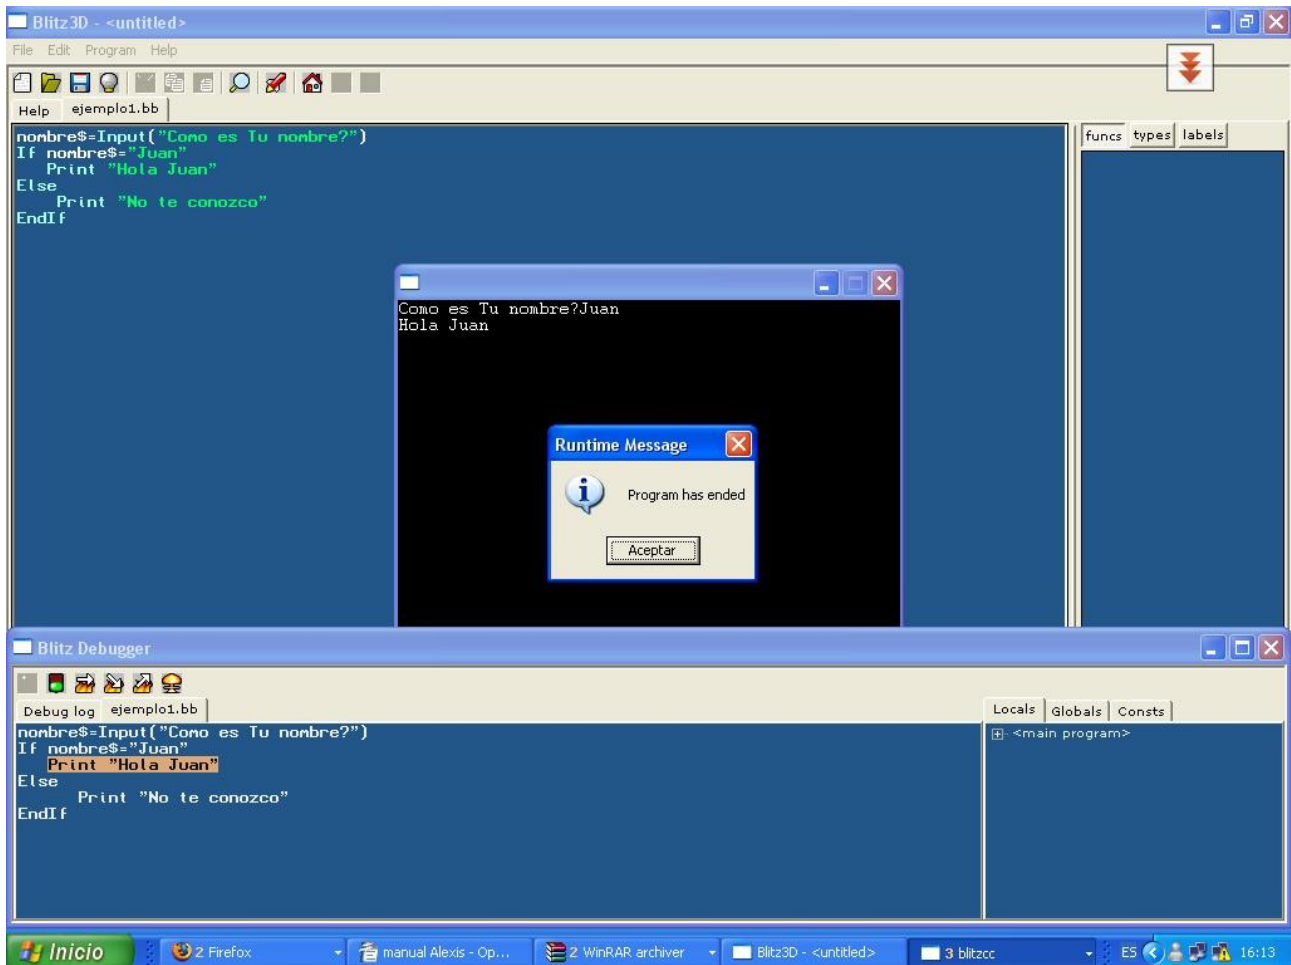 Blitz3D - <untitled>
File Edit Program Help
Help ejemplo1.bb
nombre$=Input("Como es Tu nombre?")
If nombre$="Juan"
Print "Hola Juan"
Else
Print "No te conozco"
EndIf
funcs types labels
Como es Tu nombre?Juan
Hola Juan
Runtime Message
Program has ended
Aceptar
Blitz Debugger
Debug log ejemplo1.bb
nombre$=Input("Como es Tu nombre?")
If nombre$="Juan"
Print "Hola Juan"
Else
Print "No te conozco"
EndIf
Locals Globals Consts
<main program>
Inicio 2 Firefox manual Alexis - Op... 2 WinRAR archiver Blitz3D - <untitled> 3 blitzcc ES 16:13